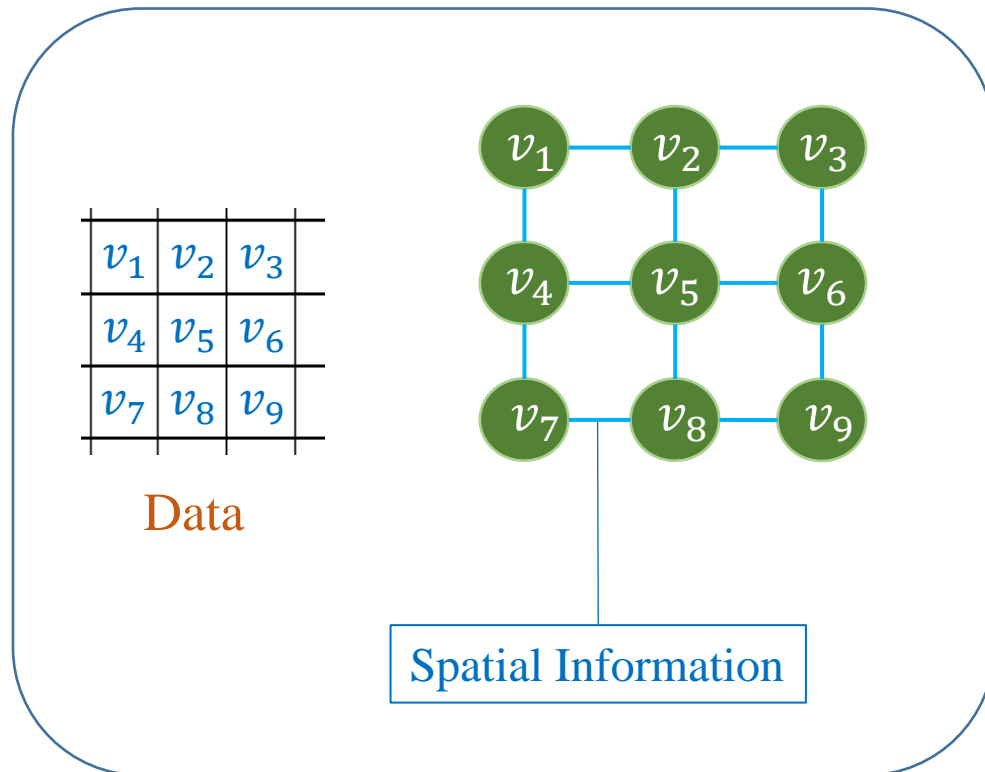 v₁ v₂ v₃
v₄ v₅ v₆
v₇ v₈ v₉
Data
v₁ v₂ v₃
v₄ v₅ v₆
v₇ v₈ v₉
Spatial Information